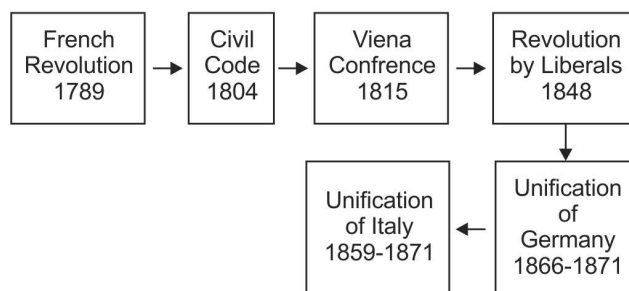 French
Revolution
1789
Civil
Code
1804
Viena
Confrence
1815
Revolution
by Liberals
1848
Unification
of
Germany
1866-1871
Unification
of Italy
1859-1871